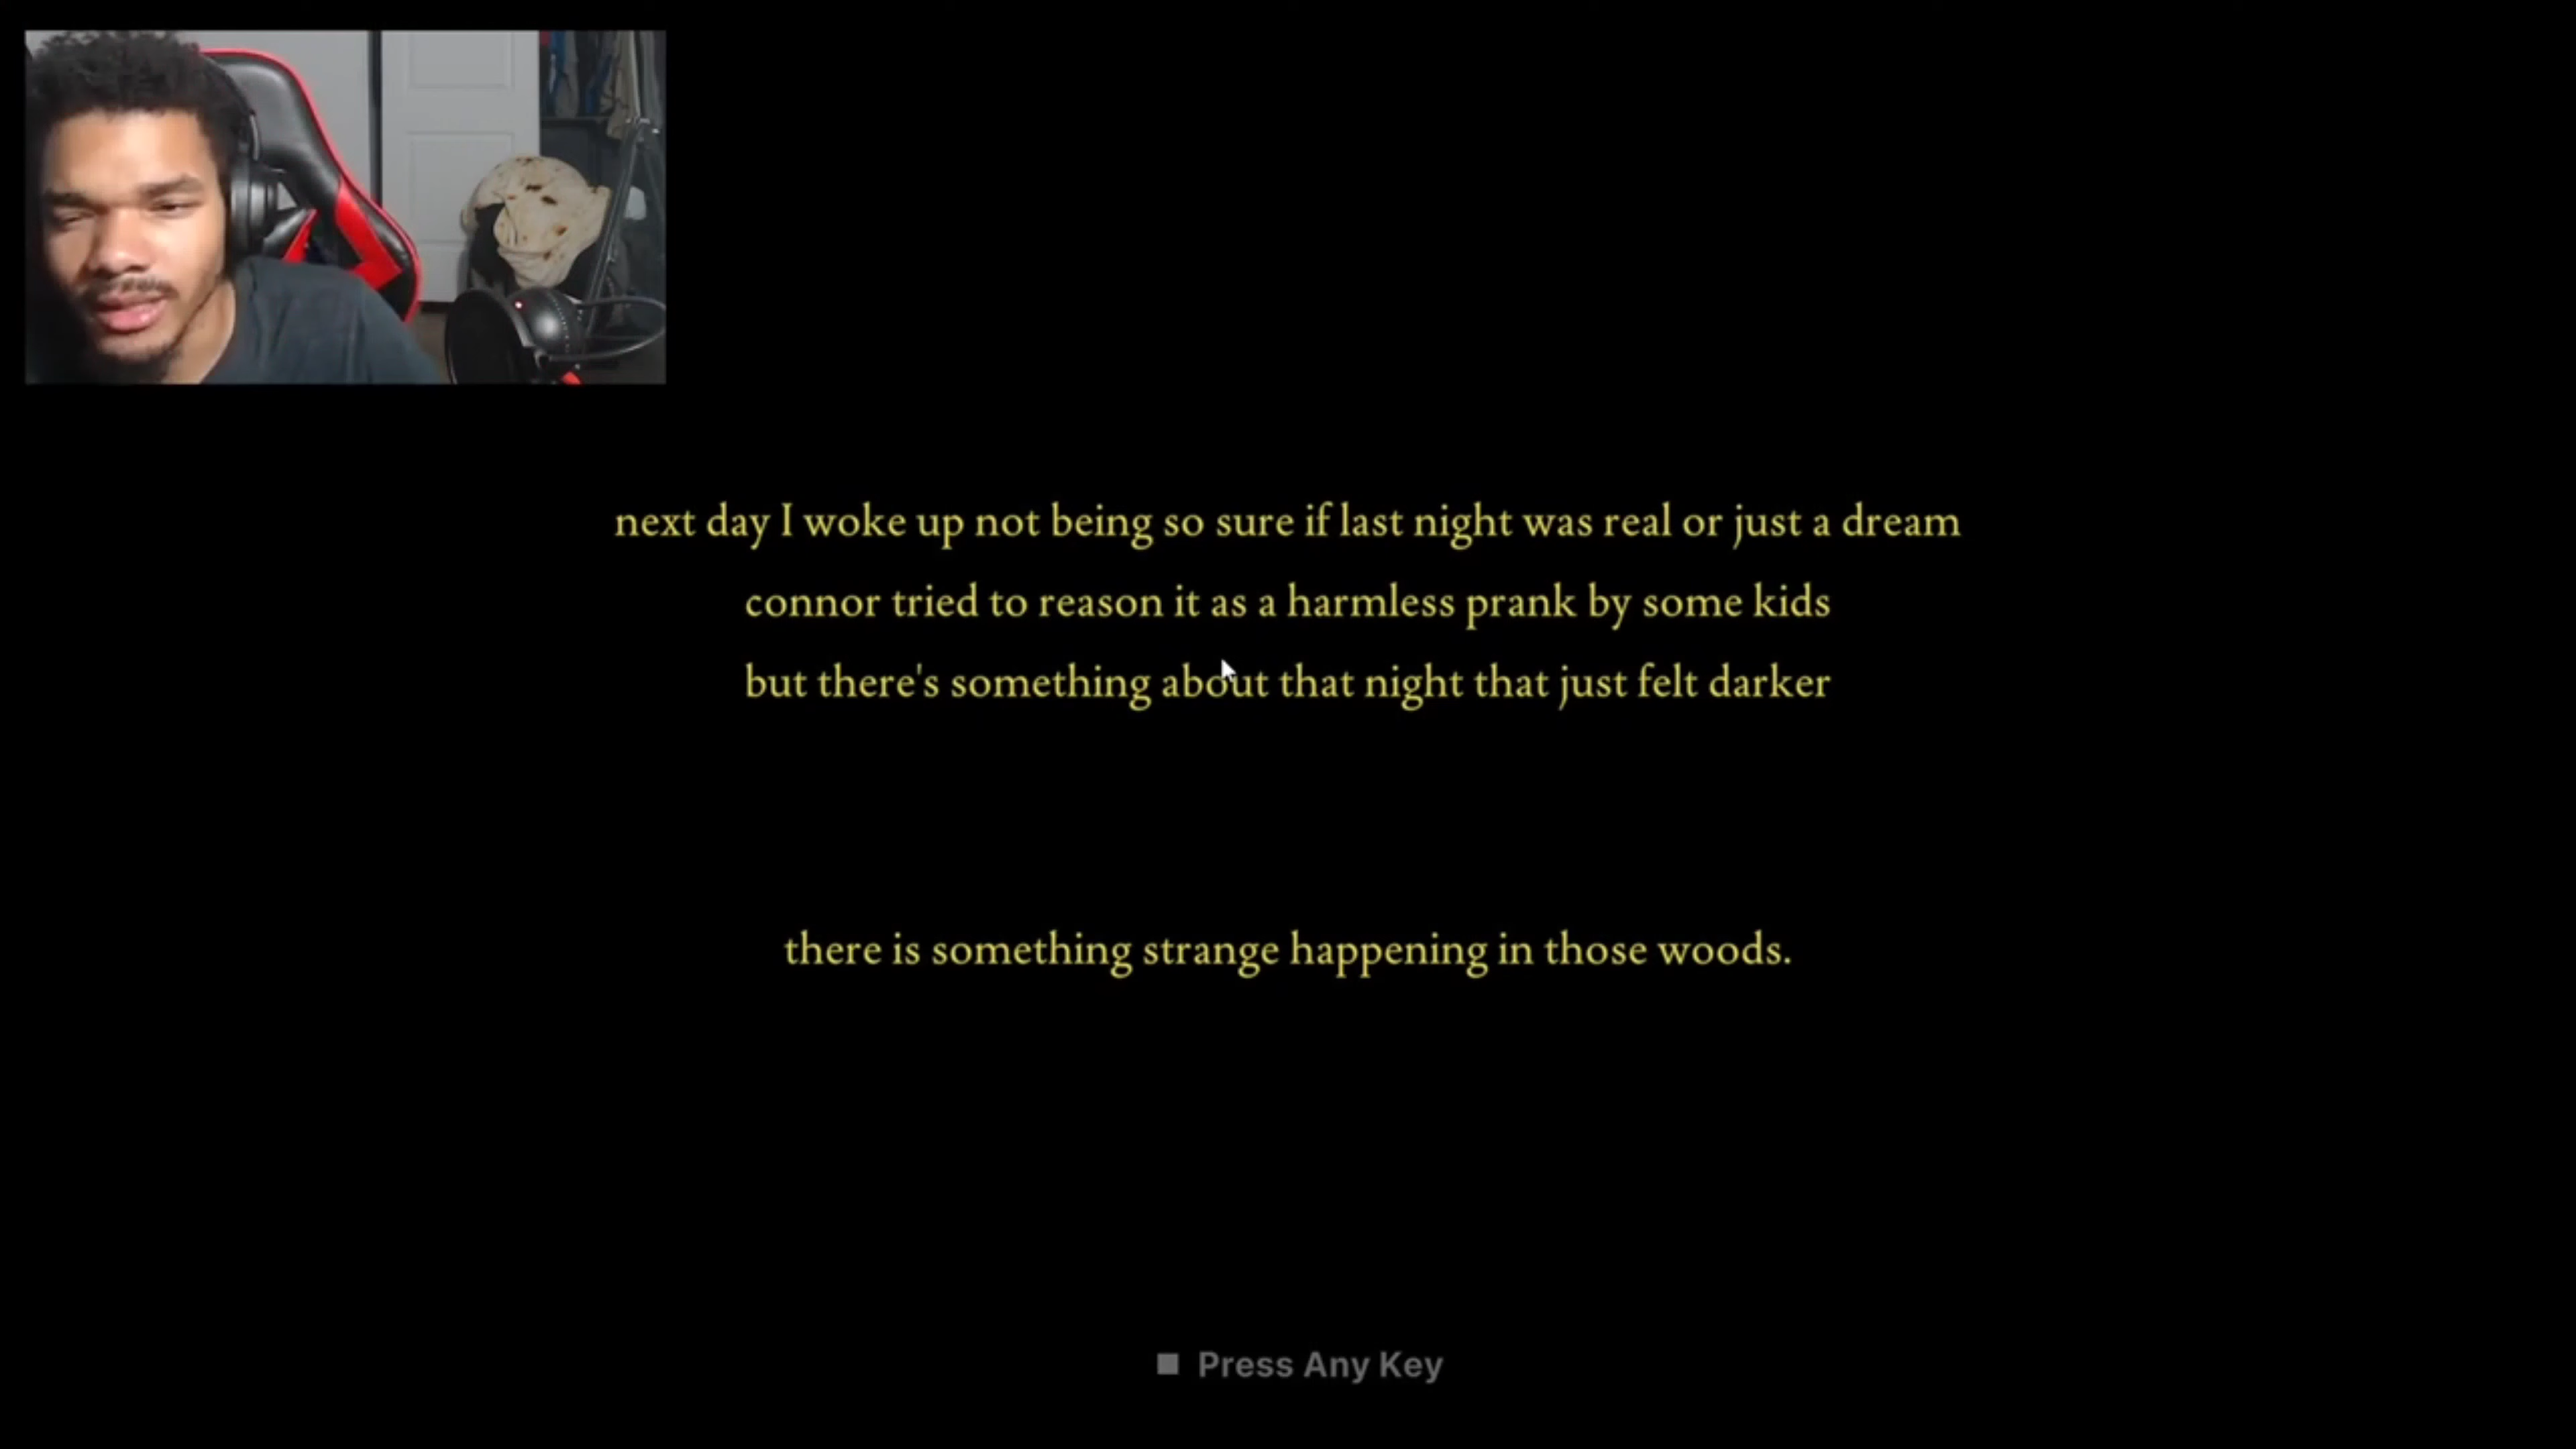 next day I woke up not being so sure if last night was real or just a dream
connor tried to reason it as a harmless prank by some kids
but there's something about that night that just felt darker
there is something strange happening in those woods.
Press Any Key